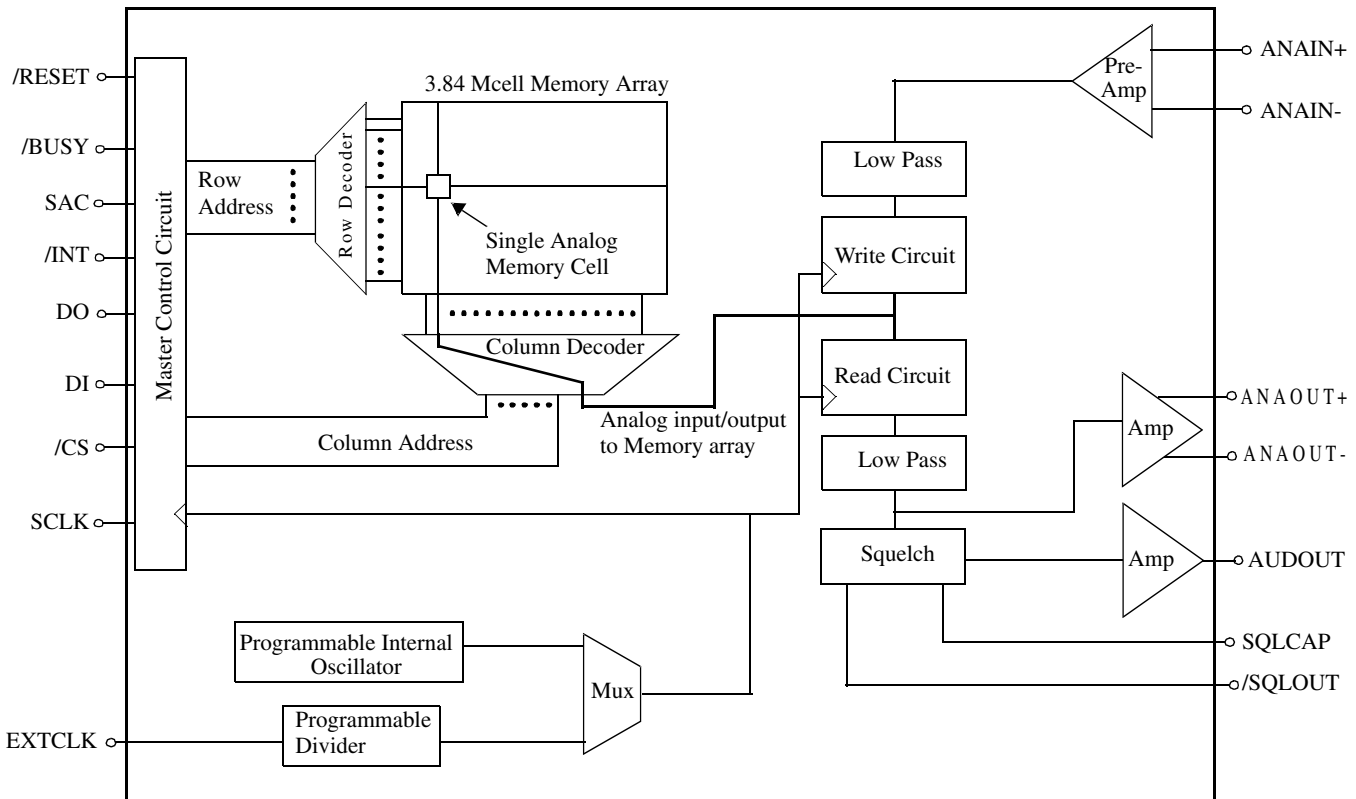 /RESET
/BUSY
SAC
/INT
DO
DI
/CS
SCLK
EXTCLK
Master Control Circuit
Row
Address
Row Decoder
3.84 Mcell Memory Array
Single Analog
Memory Cell
Column Decoder
Column Address
Analog input/output
to Memory array
Programmable Internal
Oscillator
Programmable
Divider
Mux
Pre-
Amp
Low Pass
Write Circuit
Read Circuit
Low Pass
Squelch
Amp
Amp
ANAIN+
ANAIN-
ANAOUT+
ANAOUT-
AUDOUT
SQLCAP
/SQLOUT